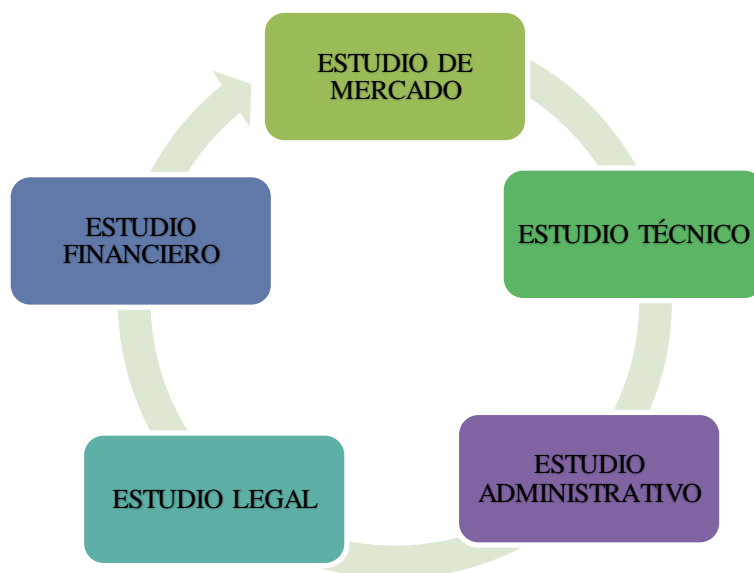 ESTUDIO DE
MERCADO
ESTUDIO TÉCNICO
ESTUDIO
ADMINISTRATIVO
ESTUDIO LEGAL
ESTUDIO
FINANCIERO